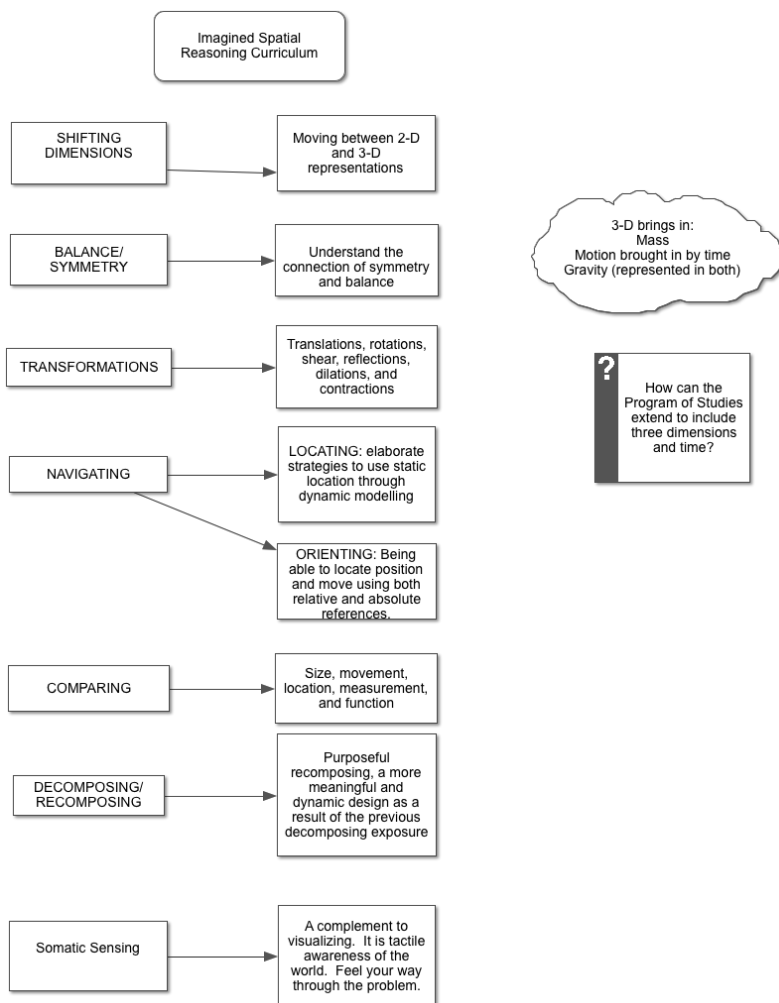 Imagined Spatial
Reasoning Curriculum
SHIFTING
DIMENSIONS
Moving between 2-D
and 3-D
representations
3-D brings in:
Mass
Motion brought in by time
Gravity (represented in both)
BALANCE/
SYMMETRY
Understand the
connection of symmetry
and balance
TRANSFORMATIONS
Translations, rotations,
shear, reflections,
dilations, and
contractions
?
How can the
Program of Studies
extend to include
three dimensions
and time?
NAVIGATING
LOCATING: elaborate
strategies to use static
location through
dynamic modelling
ORIENTING: Being
able to locate position
and move using both
relative and absolute
references.
COMPARING
Size, movement,
location, measurement,
and function
DECOMPOSING/
RECOMPOSING
Purposeful
recomposing, a more
meaningful and
dynamic design as a
result of the previous
decomposing exposure
Somatic Sensing
A complement to
visualizing.  It is tactile
awareness of the
world.  Feel your way
through the problem.